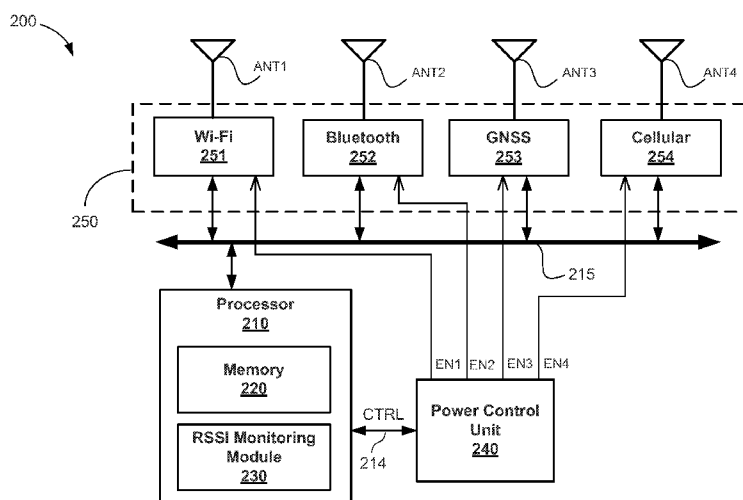 200
ANT1
ANT2
ANT3
ANT4
Wi-Fi
251
Bluetooth
252
GNSS
253
Cellular
254
250
215
Processor
210
Memory
220
RSSI Monitoring
Module
230
EN1
EN2
EN3
EN4
CTRL
214
Power Control
Unit
240